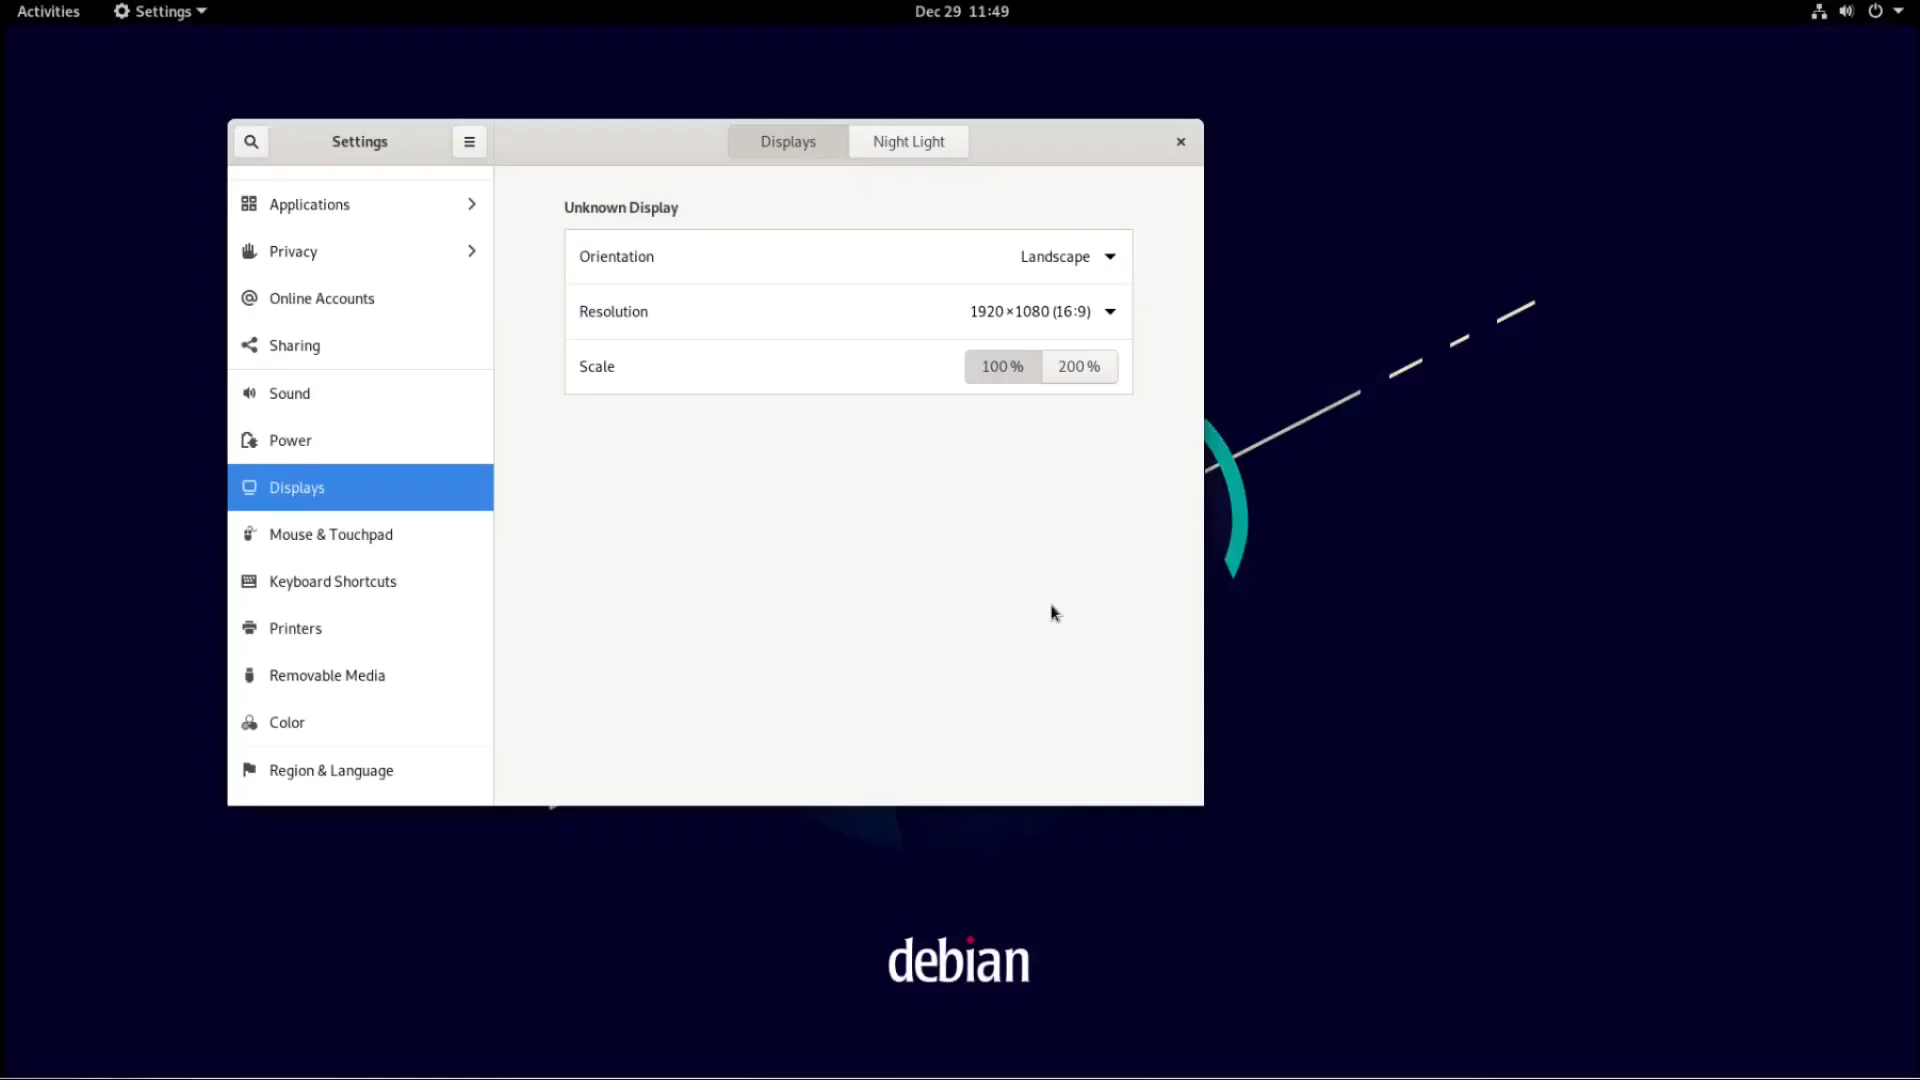 Activities Settings Dec 29 11:49
Settings Displays Night Light
Applications
Privacy
Online Accounts
Sharing
Sound
Power
Displays
Mouse & Touchpad
Keyboard Shortcuts
Printers
Removable Media
Color
Region & Language
Unknown Display
Orientation Landscape
Resolution 1920×1080 (16:9)
Scale 100 % 200 %
debian